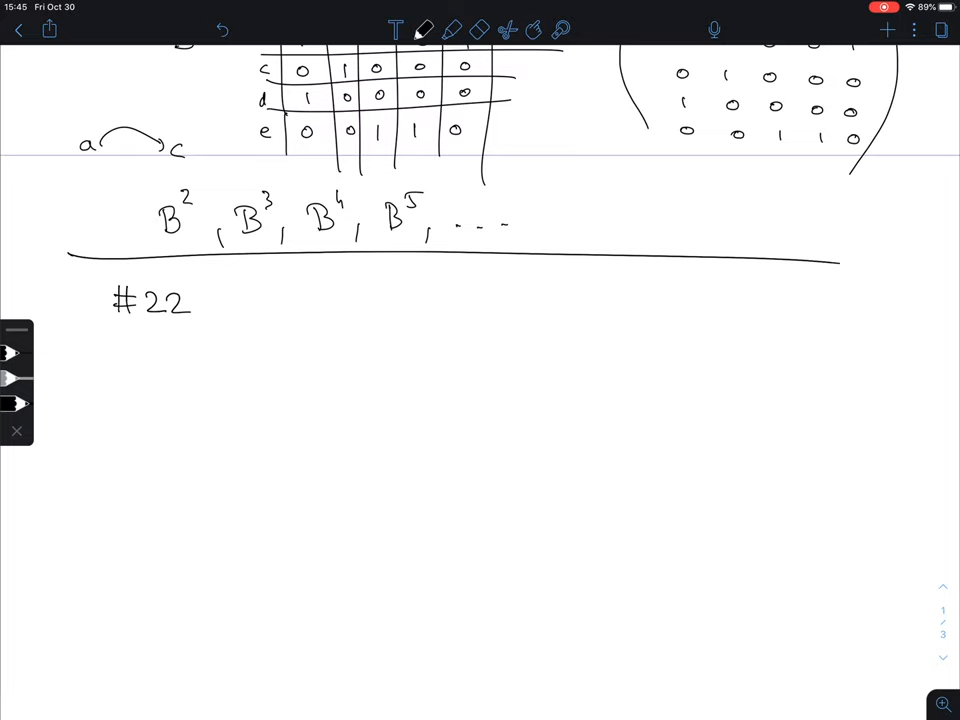 15:45 Fri Oct 30 89%
c 0 1 0 0 0 0 1 0 0 0
d 1 0 0 0 0 1 0 0 0 0
e 0 0 1 1 0 0 0 1 1 0
a c
B², B³, B⁴, B⁵, ...
#22
T
1
/
3